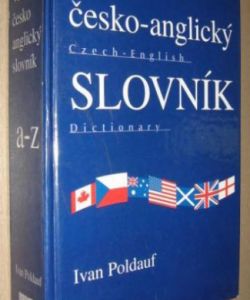 česko
anglický
slovník
a-z
Ivan Poldauf
česko-anglický
Czech-English
SLOVNÍK
Dictionary
Ivan Poldauf